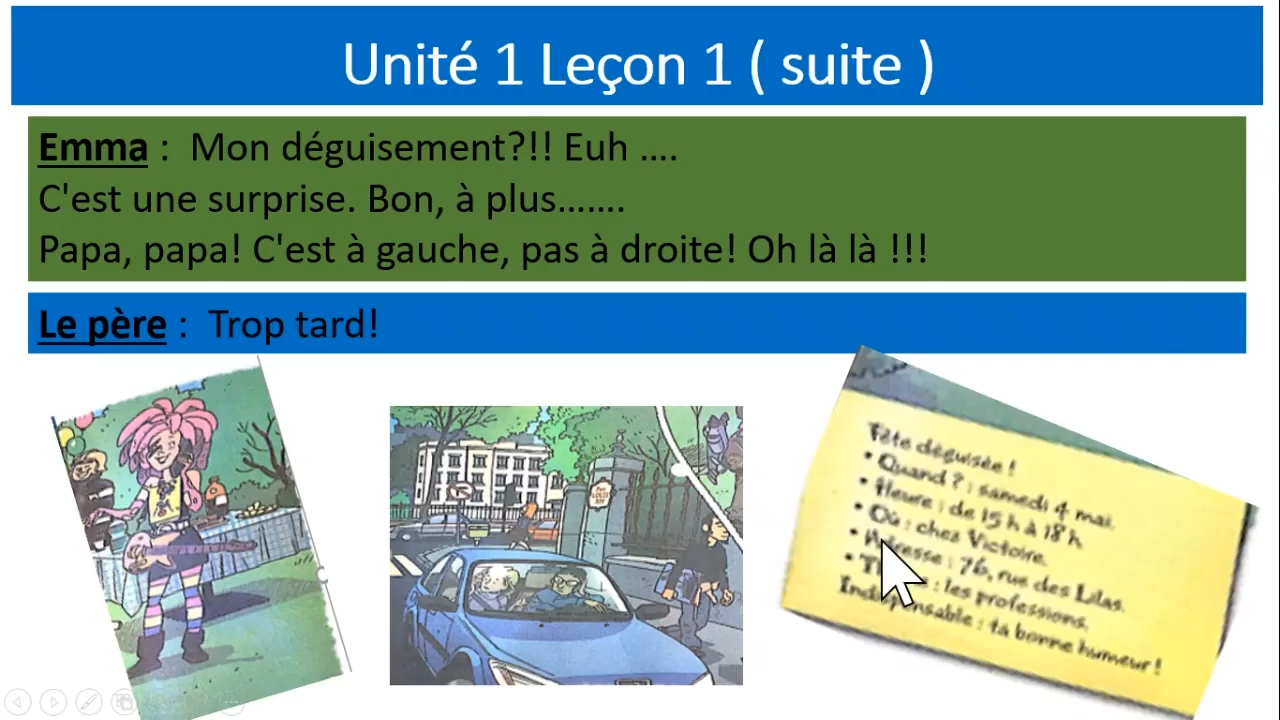 Unité 1 Leçon 1 ( suite )
Emma : Mon déguisement?!! Euh ....
C'est une surprise. Bon, à plus.......
Papa, papa! C'est à gauche, pas à droite! Oh là là !!!
Le père : Trop tard!
Fête déguisée !
• Quand ? : samedi 4 mai.
• Heure : de 15 h à 18 h
• Où : chez Victoire.
• : 76, rue des Lilas.
• : les professions.
Indispensable : ta bonne humeur !